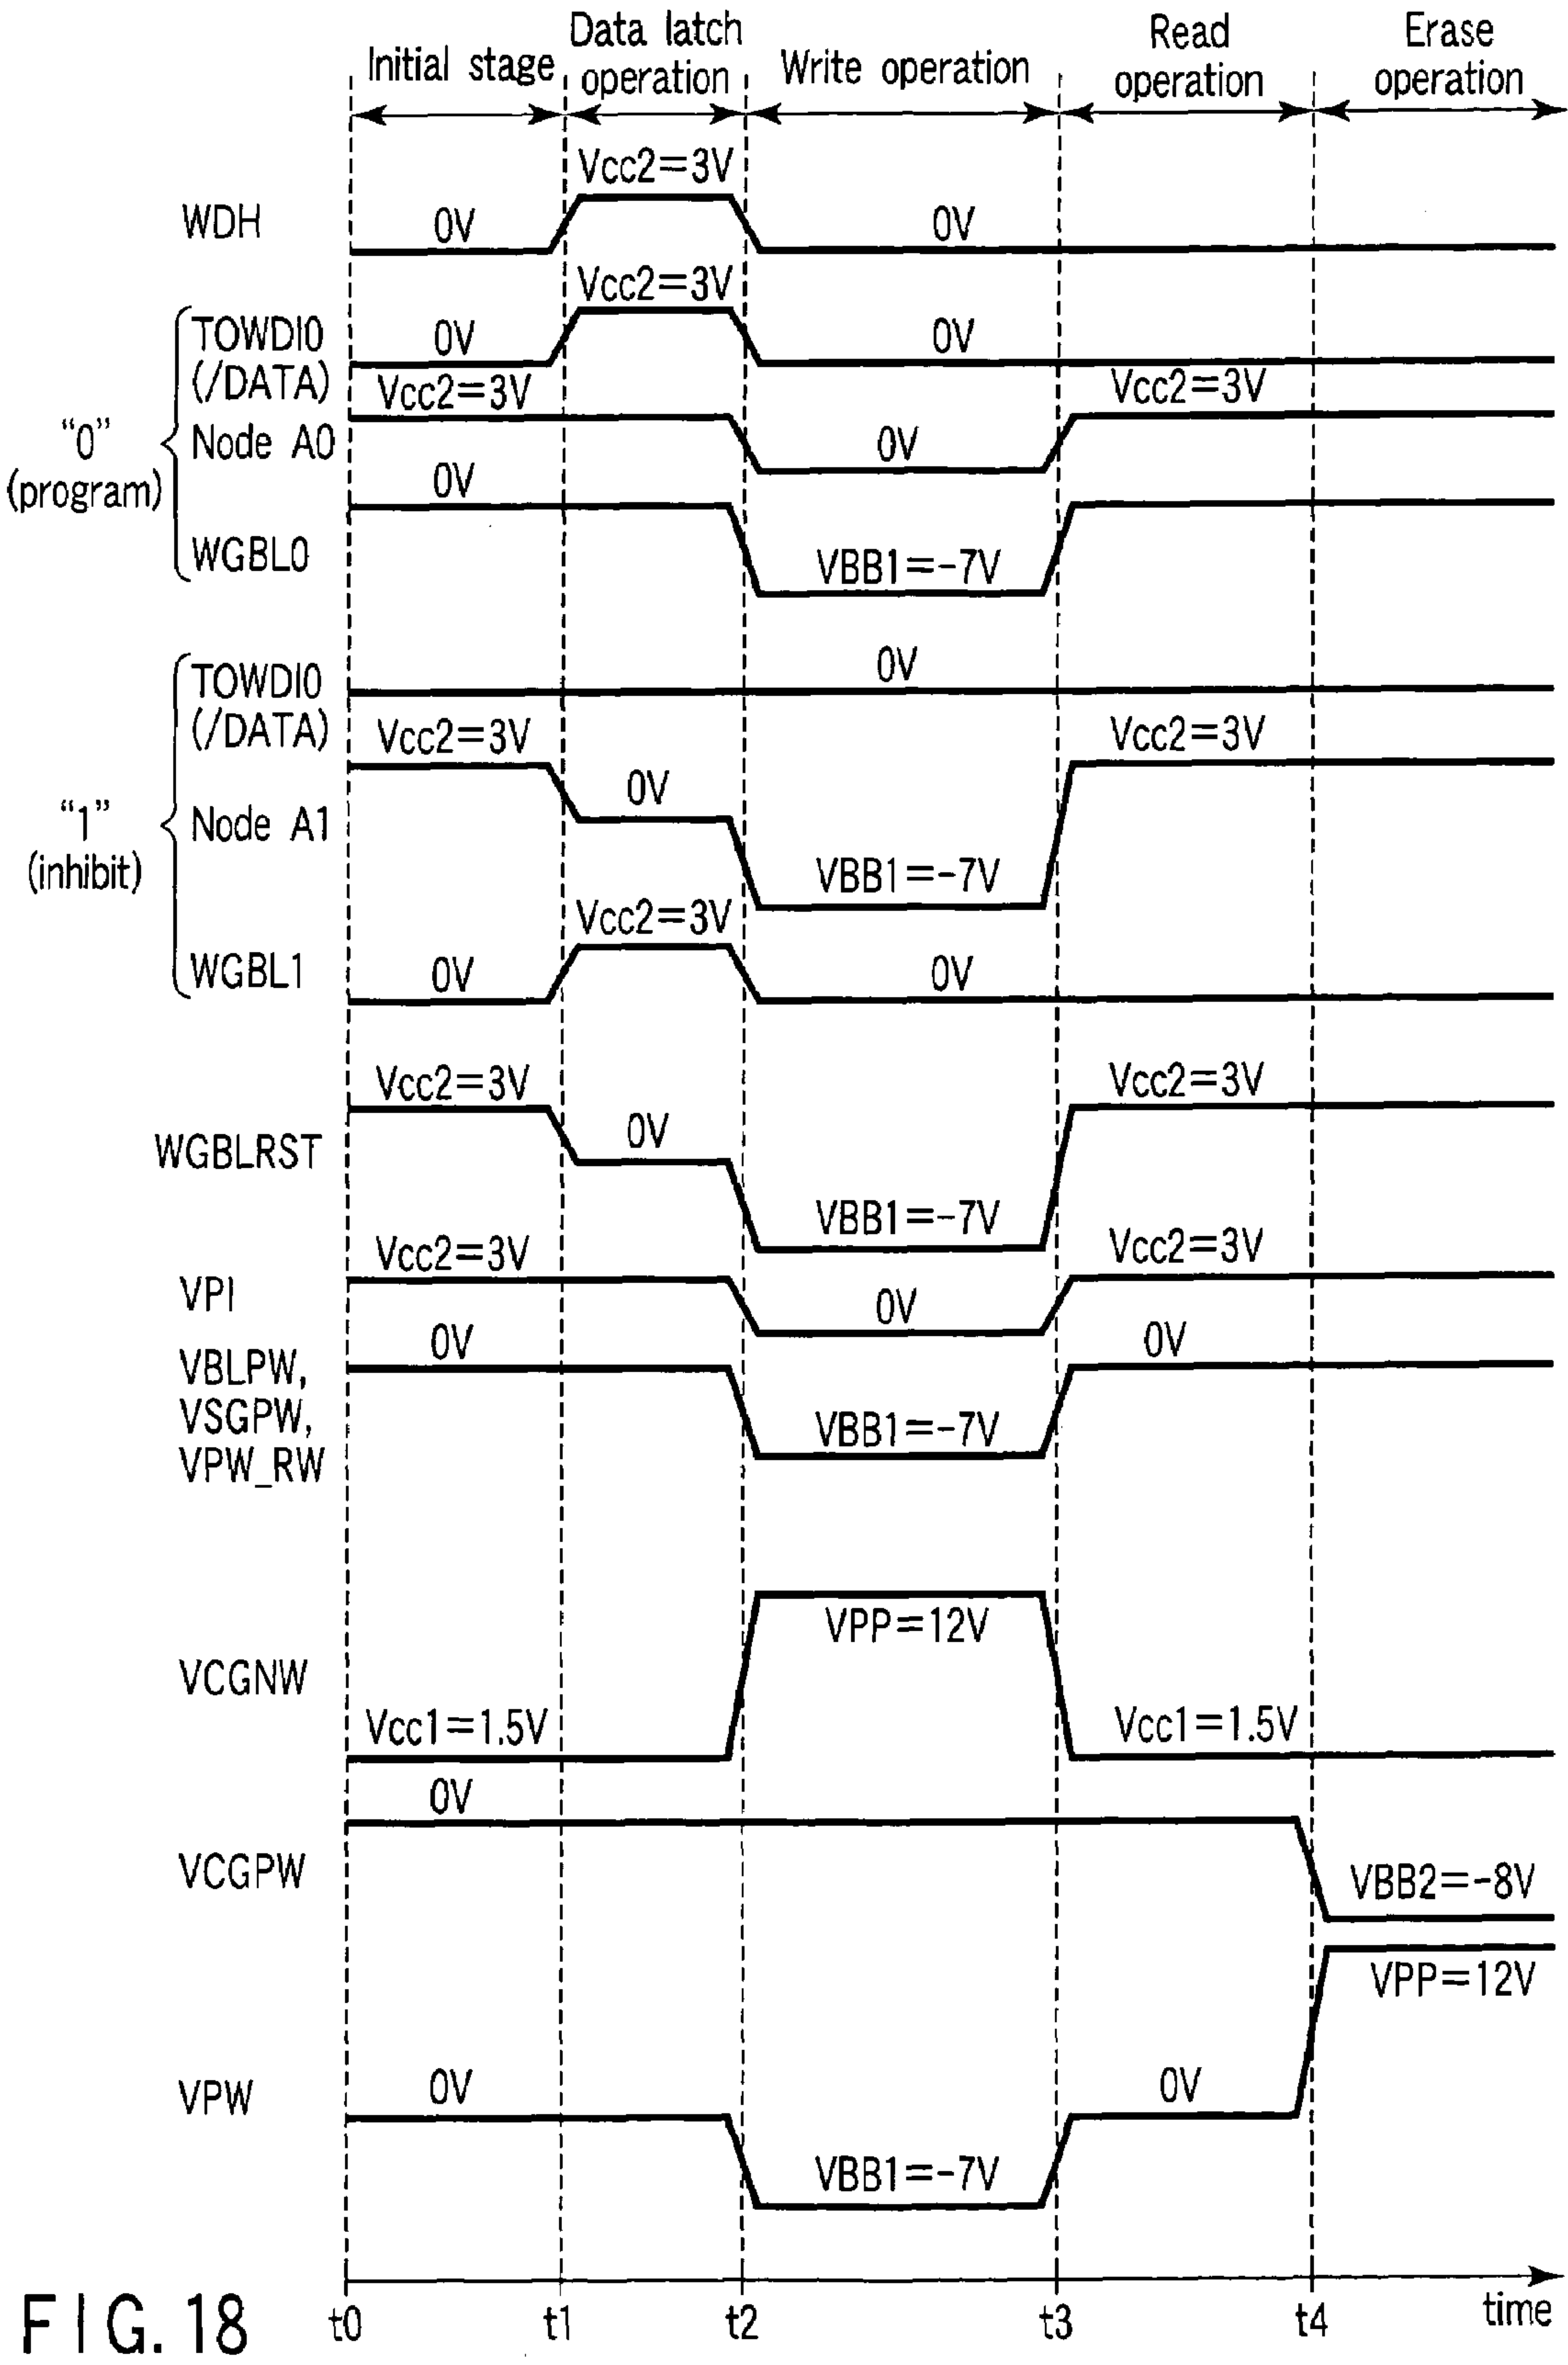 Initial stage
Data latch
operation
Write operation
Read
operation
Erase
operation
Vcc2=3V
WDH
0V
0V
Vcc2=3V
"0"
(program)
TOWDI0
(/DATA)
0V
0V
Vcc2=3V
Vcc2=3V
Node A0
0V
0V
WGBL0
VBB1=-7V
"1"
(inhibit)
TOWDI0
(/DATA)
0V
Vcc2=3V
Vcc2=3V
0V
Node A1
VBB1=-7V
Vcc2=3V
WGBL1
0V
0V
Vcc2=3V
Vcc2=3V
WGBLRST
0V
VBB1=-7V
Vcc2=3V
Vcc2=3V
VPI
0V
0V
0V
VBLPW,
VSGPW,
VPW_RW
VBB1=-7V
VPP=12V
VCGNW
Vcc1=1.5V
Vcc1=1.5V
0V
VCGPW
VBB2=-8V
VPP=12V
VPW
0V
0V
VBB1=-7V
t0
t1
t2
t3
t4
time
FIG. 18